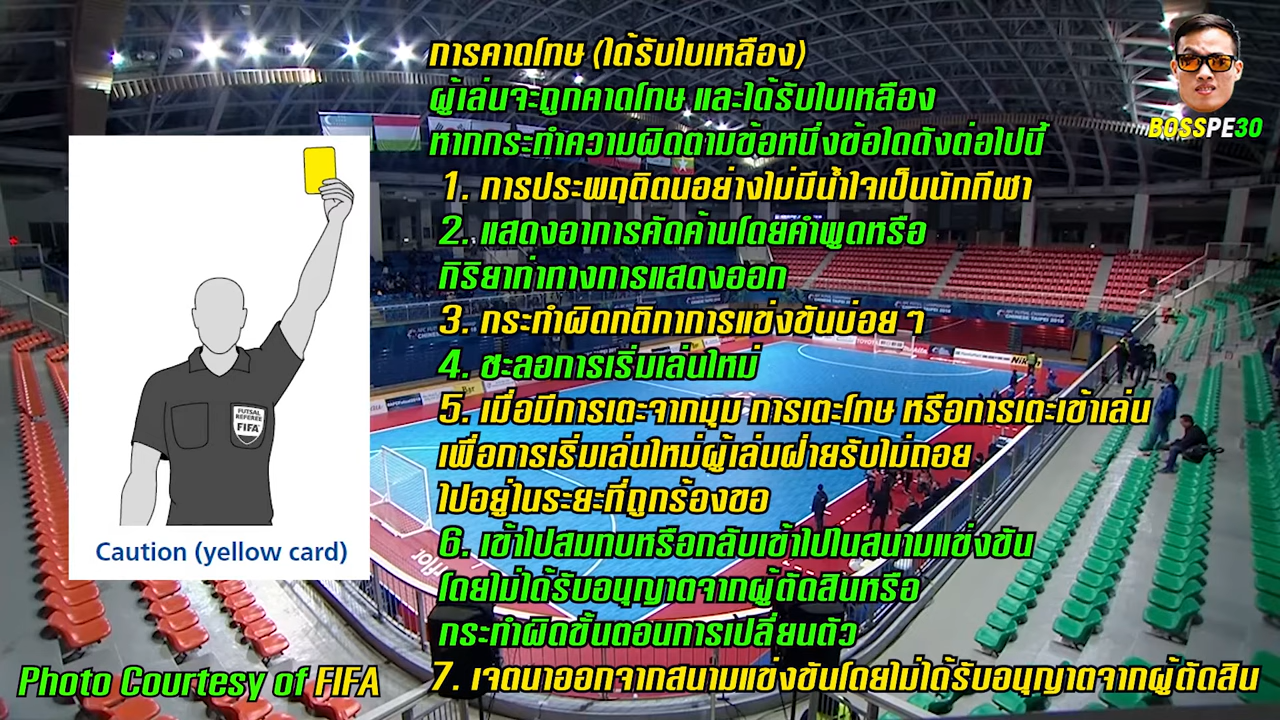 การคาดโทษ (ได้รับใบเหลือง)
ผู้เล่นจะถูกคาดโทษ และได้รับใบเหลือง
หากกระทำความผิดตามข้อหนึ่งข้อใดดังต่อไปนี้
1. การประพฤติตนอย่างไม่มีน้ำใจเป็นนักกีฬา
2. แสดงอาการคัดค้านโดยคำพูดหรือ
กิริยาท่าทางการแสดงออก
3. กระทำผิดกติกาการแข่งขันบ่อย ๆ
4. ชะลอการเริ่มเล่นใหม่
5. เมื่อมีการเตะจากมุม การเตะโทษ หรือการเตะเข้าเล่น
เพื่อการเริ่มเล่นใหม่ผู้เล่นฝ่ายรับไม่ถอย
ไปอยู่ในระยะที่ถูกร้องขอ
6. เข้าไปสมทบหรือกลับเข้าไปในสนามแข่งขัน
โดยไม่ได้รับอนุญาตจากผู้ตัดสินหรือ
กระทำผิดขั้นตอนการเปลี่ยนตัว
7. เจตนาออกจากสนามแข่งขันโดยไม่ได้รับอนุญาตจากผู้ตัดสิน
BOSSPE30
FUTSAL
REFEREE
FIFA
Caution (yellow card)
Photo Courtesy of FIFA